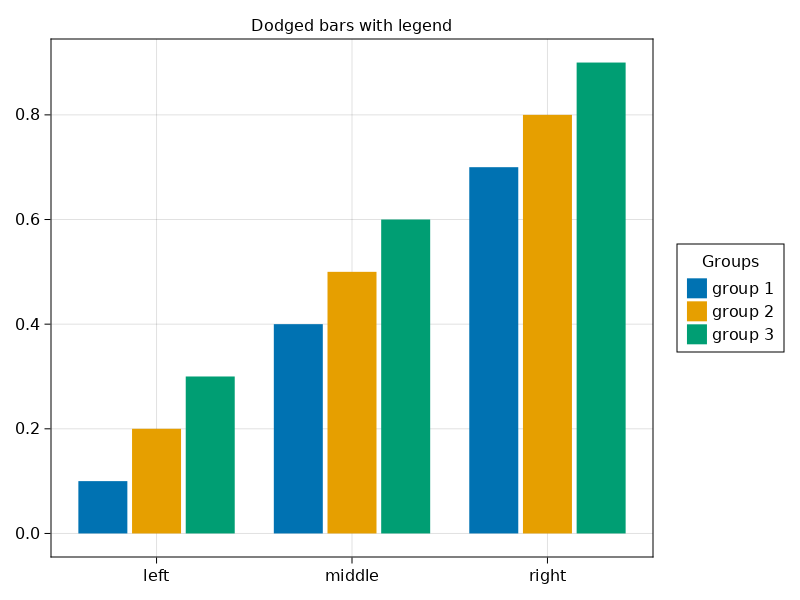 Dodged bars with legend
0.8
0.6
0.4
0.2
0.0
left
middle
right
Groups
group 1
group 2
group 3